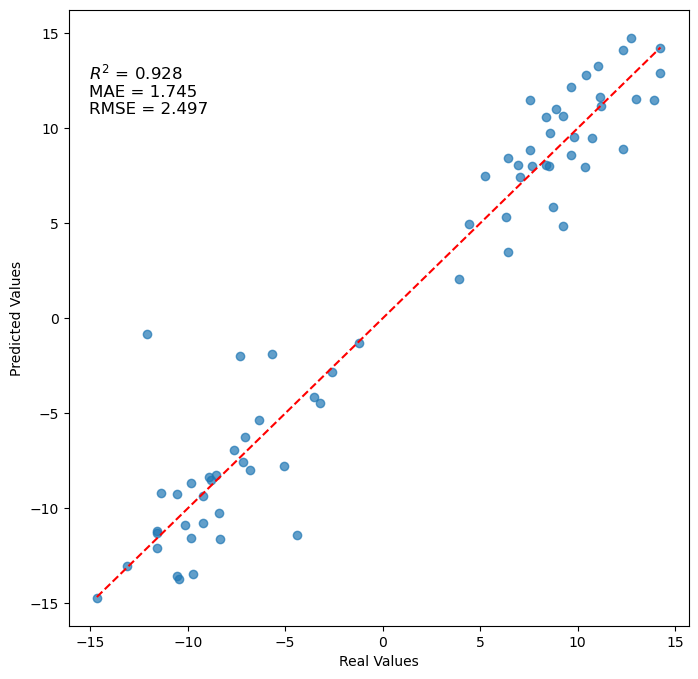 R² = 0.928
MAE = 1.745
RMSE = 2.497
Predicted Values
15
10
5
0
−5
−10
−15
−15 −10 −5 0 5 10 15
Real Values